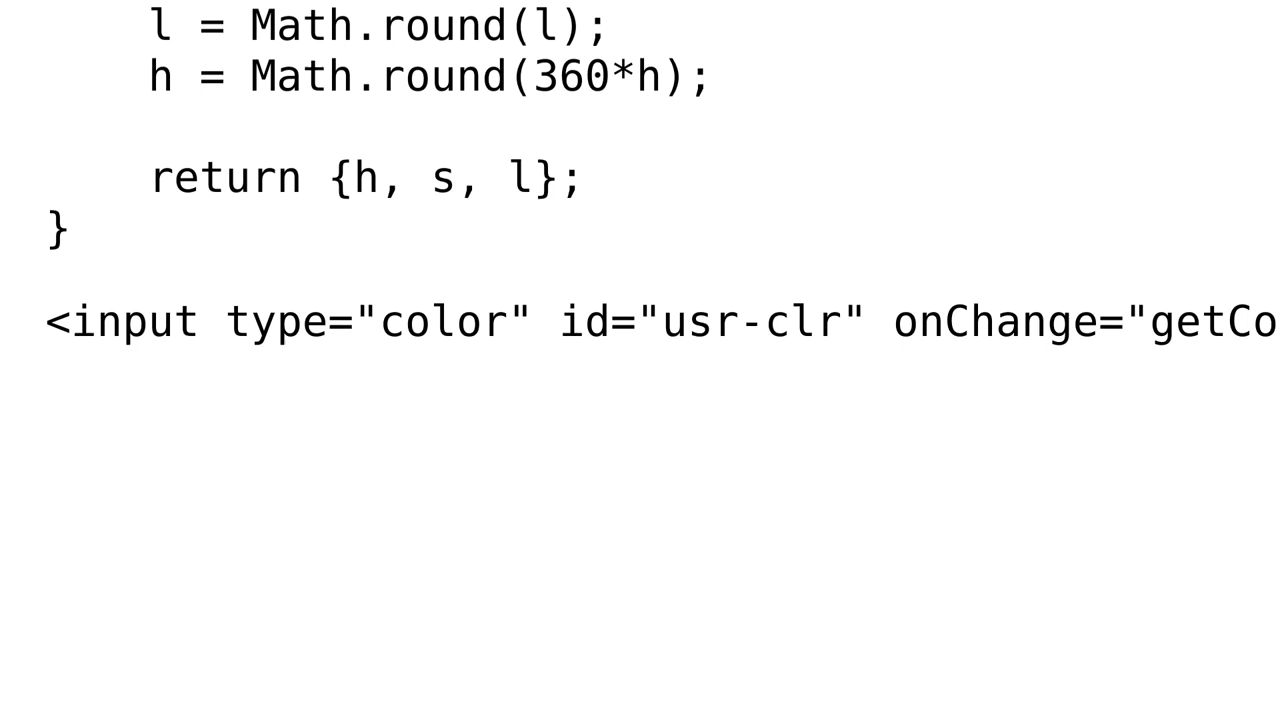 l = Math.round(l);
h = Math.round(360*h);
return {h, s, l};
}
<input type="color" id="usr-clr" onChange="getCo